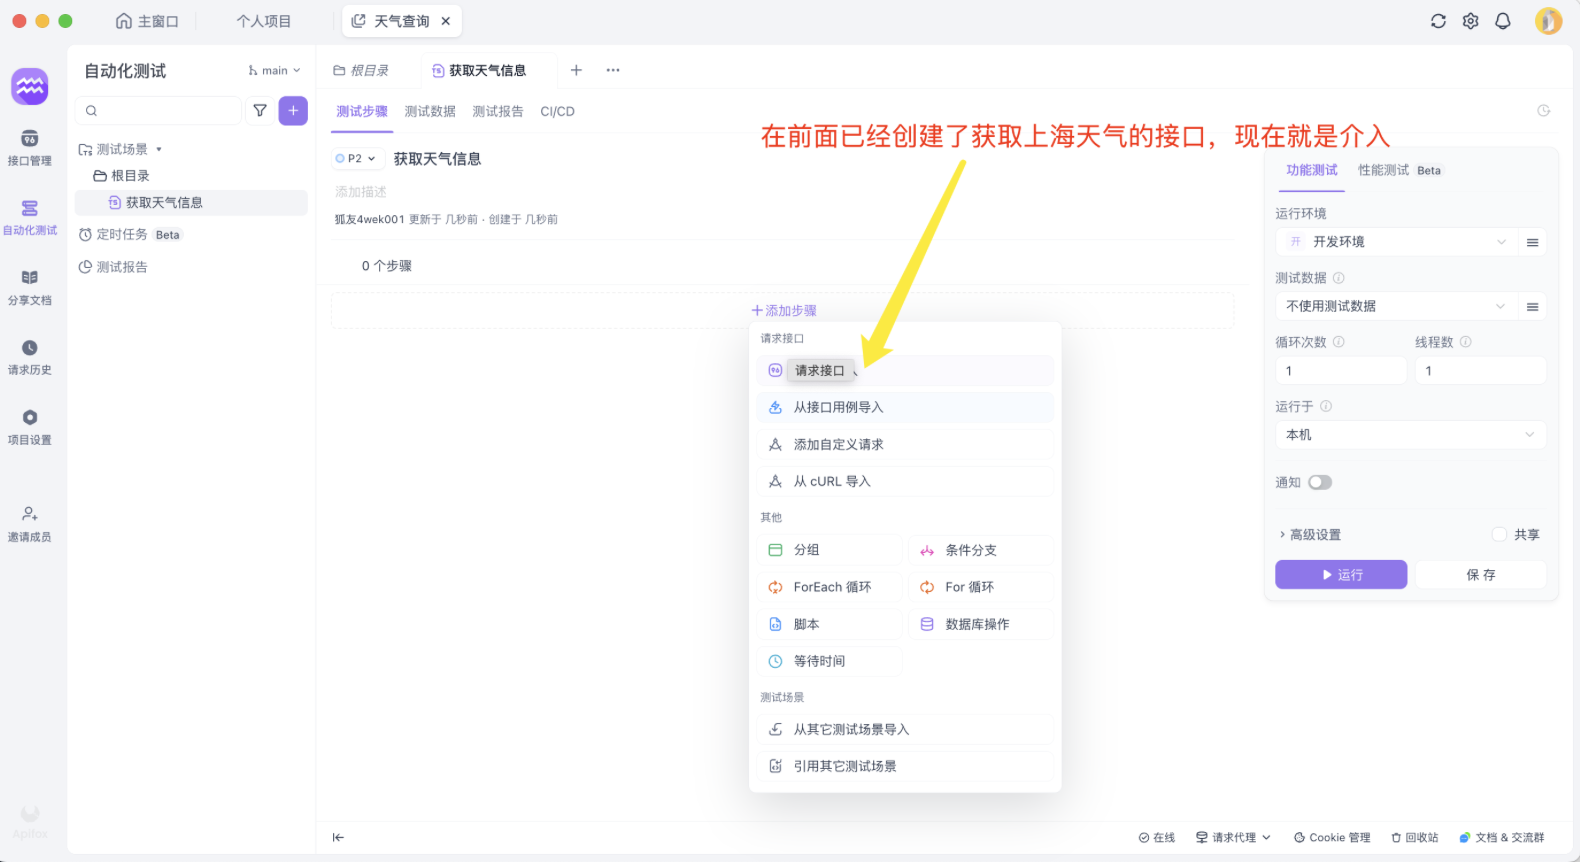 主窗口
个人项目
天气查询
自动化测试
main
接口管理
自动化测试
分享文档
请求历史
项目设置
邀请成员
Apifox
测试场景
根目录
获取天气信息
定时任务 Beta
测试报告
根目录
获取天气信息
测试步骤 测试数据 测试报告 CI/CD
在前面已经创建了获取上海天气的接口，现在就是介入
P2 获取天气信息
添加描述
狐友4wek001 更新于 几秒前 · 创建于 几秒前
0 个步骤
添加步骤
请求接口
请求接口
从接口用例导入
添加自定义请求
从 cURL 导入
其他
分组 条件分支
ForEach 循环 For 循环
脚本 数据库操作
等待时间
测试场景
从其它测试场景导入
引用其它测试场景
功能测试 性能测试 Beta
运行环境
开 开发环境
测试数据
不使用测试数据
循环次数 线程数
1 1
运行于
本机
通知
高级设置 共享
运行 保 存
在线 请求代理 Cookie 管理 回收站 文档 & 交流群